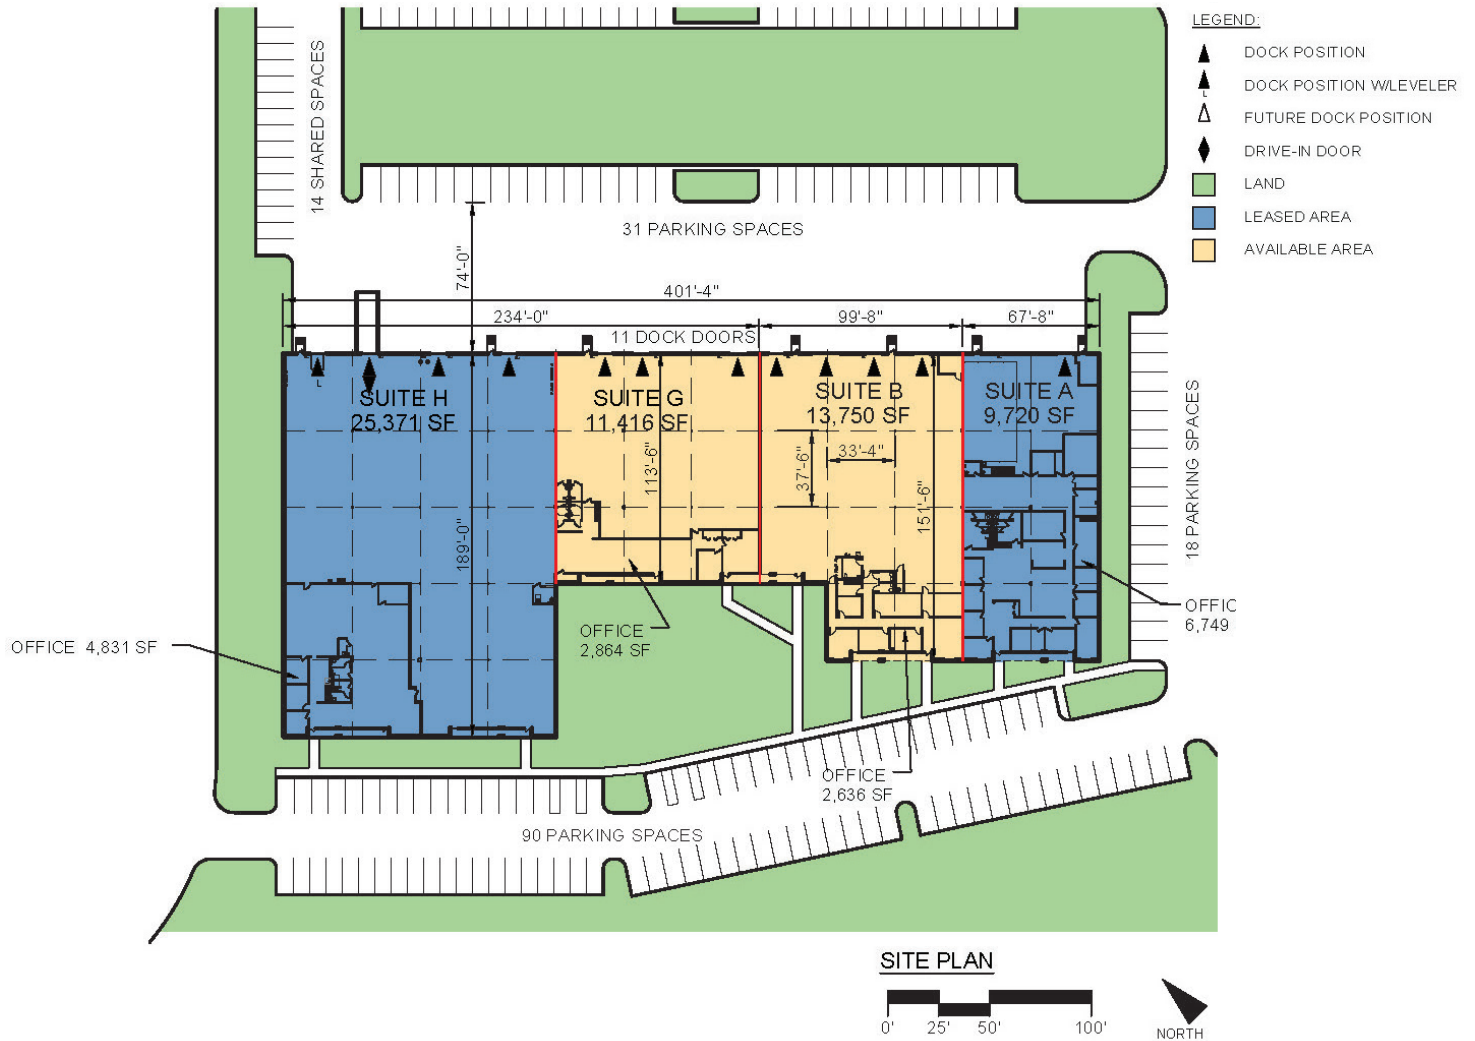 LEGEND:
DOCK POSITION
L
DOCK POSITION W/LEVELER
FUTURE DOCK POSITION
DRIVE-IN DOOR
LAND
LEASED AREA
AVAILABLE AREA
14 SHARED SPACES
31 PARKING SPACES
74'-0"
401'-4"
234'-0"
99'-8"
67'-8"
11 DOCK DOORS
L
SUITE H
25,371 SF
SUITE G
11,416 SF
SUITE B
13,750 SF
SUITE A
9,720 SF
18 PARKING SPACES
189'-0"
113'-6"
37'-6"
33'-4"
151'-6"
OFFICE 4,831 SF
OFFICE
2,864 SF
OFFIC
6,749
OFFICE
2,636 SF
90 PARKING SPACES
SITE PLAN
0' 25' 50' 100'
NORTH